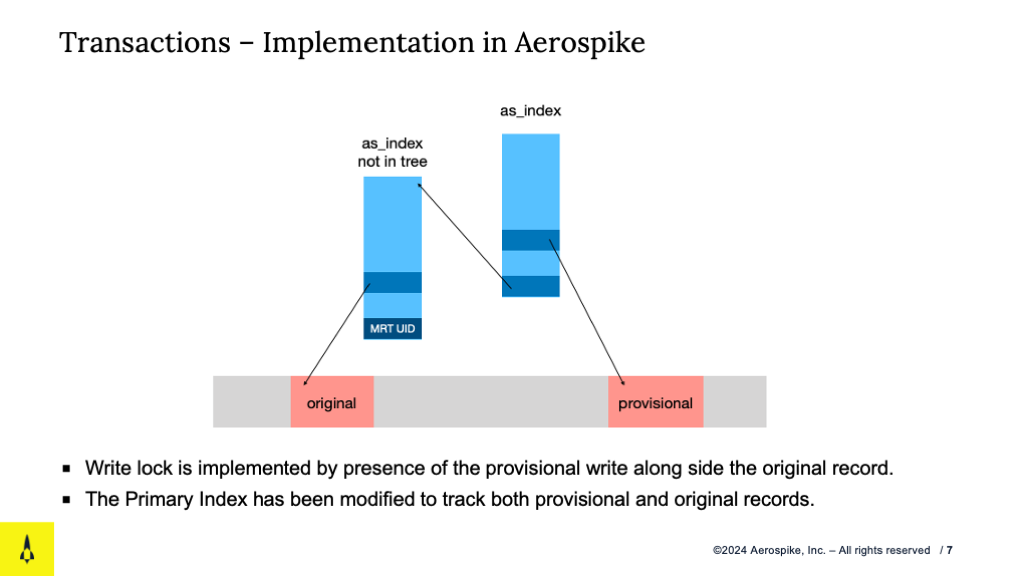 Transactions – Implementation in Aerospike
as_index
as_index
not in tree
MRT UID
original
provisional
▪ Write lock is implemented by presence of the provisional write along side the original record.
▪ The Primary Index has been modified to track both provisional and original records.
©2024 Aerospike, Inc. – All rights reserved / 7